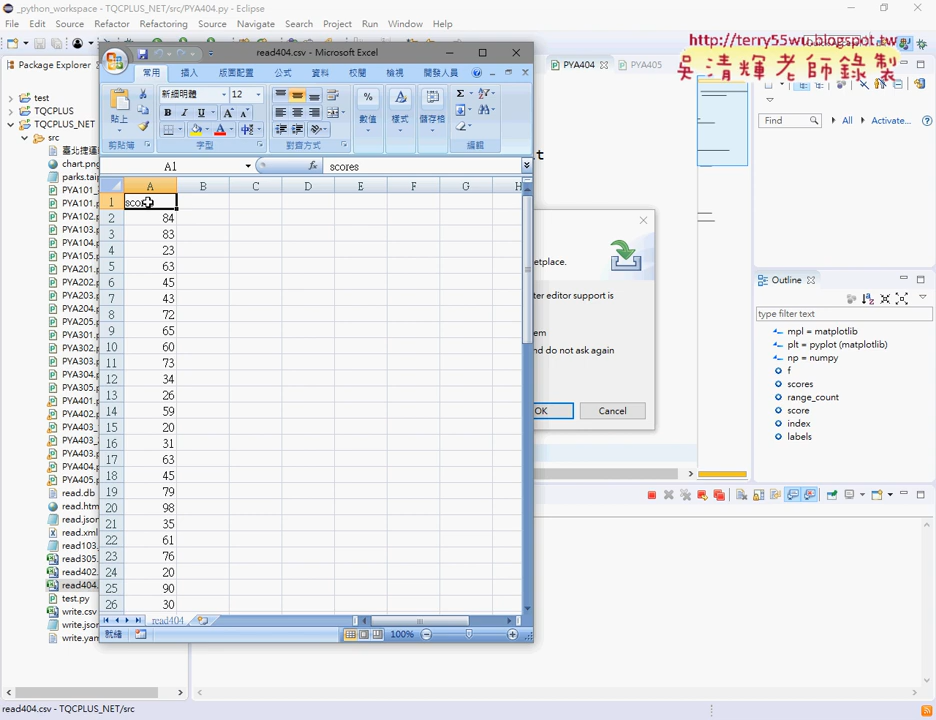 _python_workspace - TQCPLUS_NET/src/PYA404.py - Eclipse
File Edit Source Refactor Refactoring Source Navigate Search Project Run Window Help
http://terry55wu.blogspot.tw
吳清輝老師錄製
Package Explorer
PYA404
PYA405
test
TQCPLUS
TQCPLUS_NET
src
臺北捷運
chart.png
parks.taip
PYA101_
PYA101.p
PYA102.p
PYA103.p
PYA104.p
PYA105.p
PYA201.p
PYA202.p
PYA203.p
PYA204.p
PYA205.p
PYA301.p
PYA302.p
PYA303.p
PYA304.p
PYA305.p
PYA401.p
PYA402.p
PYA403_
PYA403.p
PYA404.p
PYA405.p
read.db
read.htm
read.json
read.xml
read103.
read305.
read402.
read404.
test.py
write.csv
write.json
write.yam
read404.csv - Microsoft Excel
常用 插入 版面配置 公式 資料 校閱 檢視 開發人員
貼上
新細明體 12
數值
樣式
儲存格
剪貼簿 字型 對齊方式 編輯
A1 fx scores
A B C D E F G H
1 scores
2 84
3 83
4 23
5 63
6 45
7 43
8 72
9 65
10 60
11 73
12 34
13 26
14 59
15 20
16 31
17 63
18 45
19 79
20 98
21 35
22 61
23 76
24 20
25 90
26 30
read404
就緒 100%
t
etplace.
ter editor support is
em
nd do not ask again
OK Cancel
Find All Activate...
Outline
type filter text
mpl = matplotlib
plt = pyplot (matplotlib)
np = numpy
f
scores
range_count
score
index
labels
read404.csv - TQCPLUS_NET/src